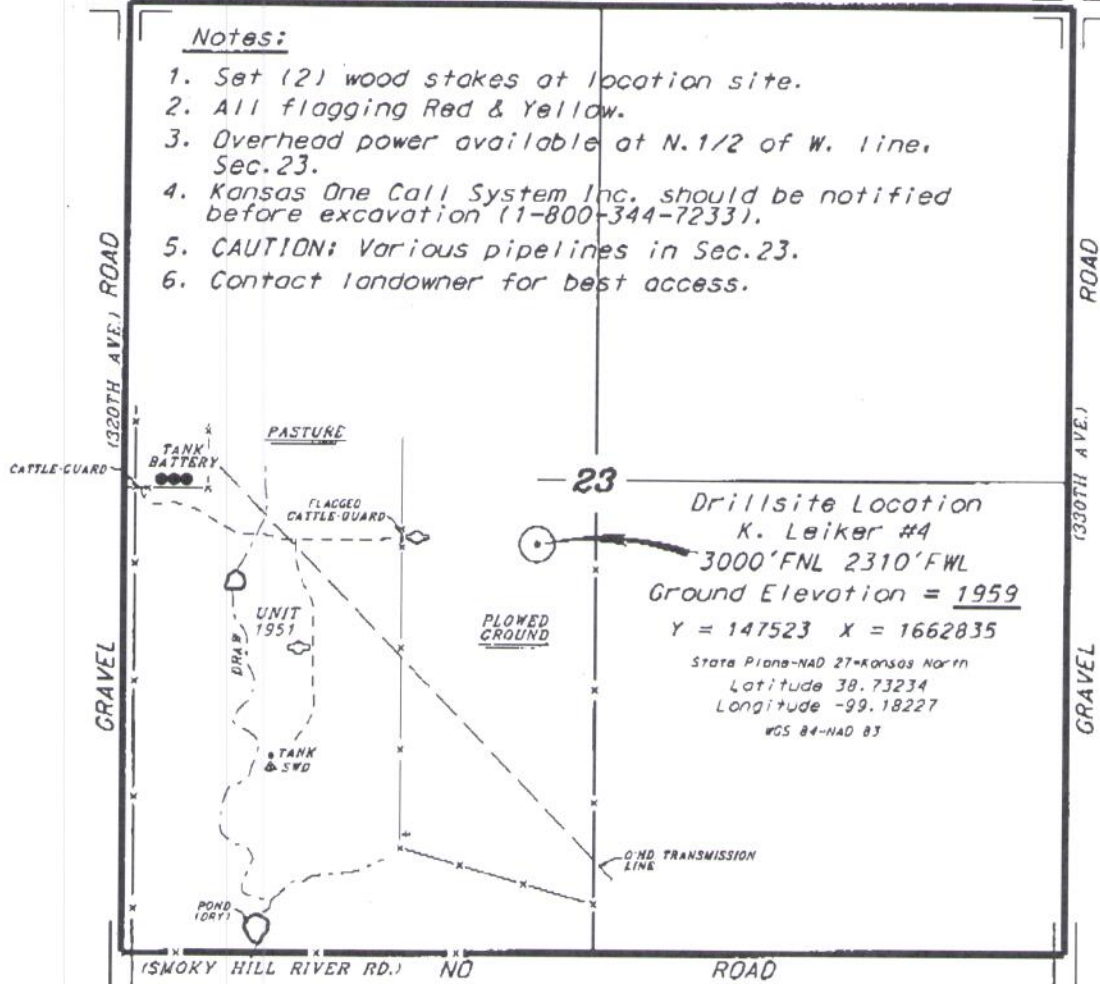 Notes:
1. Set (2) wood stakes at location site.
2. All flagging Red & Yellow.
3. Overhead power available at N. 1/2 of W. line,
Sec. 23.
4. Kansas One Call System Inc. should be notified
before excavation (1-800-344-7233).
5. CAUTION: Various pipelines in Sec. 23.
6. Contact landowner for best access.
(320TH AVE.) ROAD
GRAVEL
ROAD
(330TH AVE.)
GRAVEL
CATTLE-GUARD
TANK
BATTERY
PASTURE
FLAGGED
CATTLE-GUARD
23
Drillsite Location
K. Leiker #4
3000'FNL 2310'FWL
Ground Elevation = 1959
Y = 147523 X = 1662835
State Plane-NAD 27-Kansas North
Latitude 38.73234
Longitude -99.18227
WGS 84-NAD 83
UNIT
1951
DRAW
PLOWED
GROUND
TANK
SWD
O'HD. TRANSMISSION
LINE
POND
(DRY)
(SMOKY HILL RIVER RD.) NO ROAD